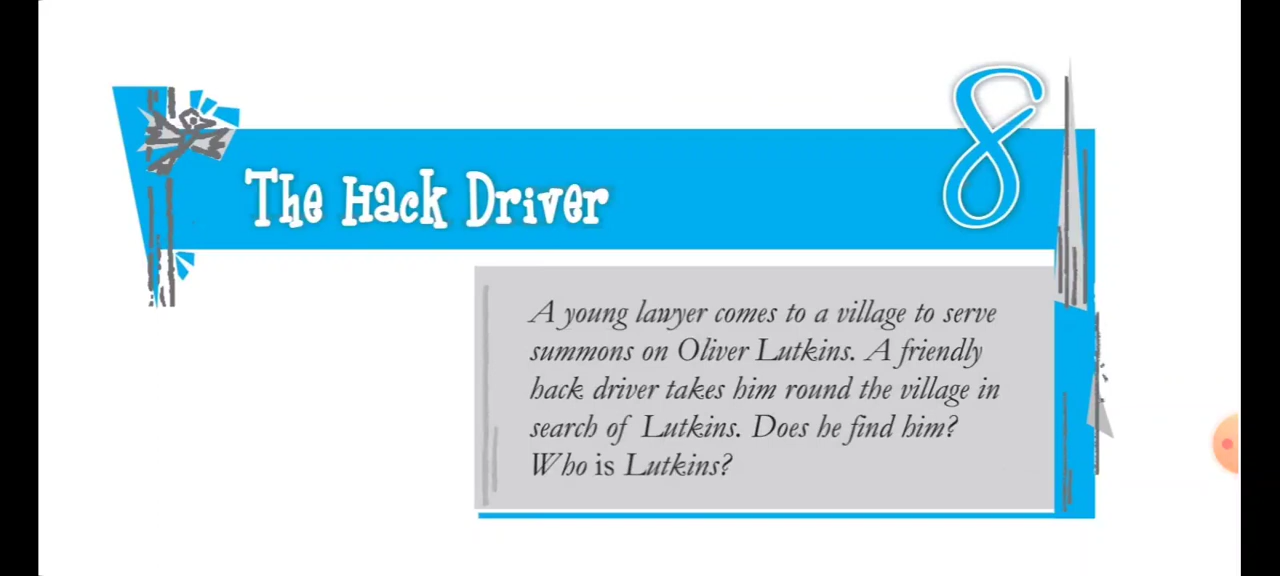 8
The Hack Driver
A young lawyer comes to a village to serve
summons on Oliver Lutkins. A friendly
hack driver takes him round the village in
search of Lutkins. Does he find him?
Who is Lutkins?